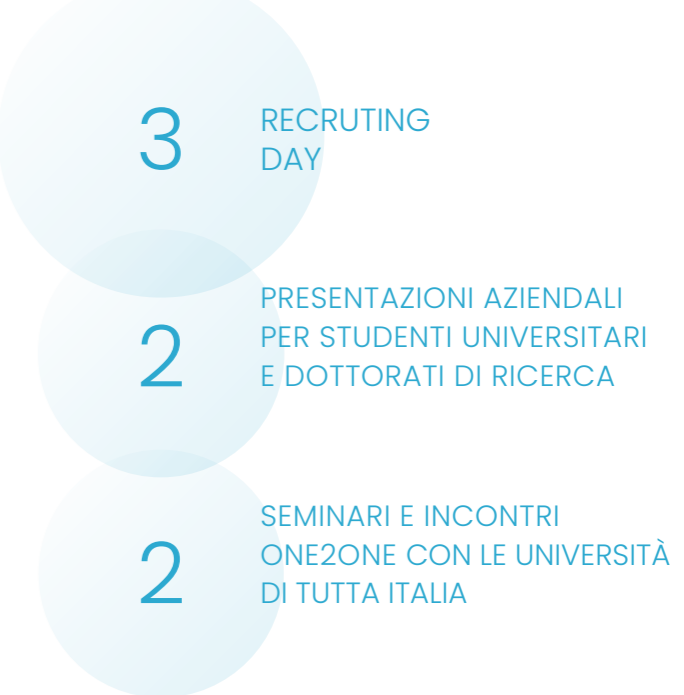 3
RECRUTING
DAY
2
PRESENTAZIONI AZIENDALI
PER STUDENTI UNIVERSITARI
E DOTTORATI DI RICERCA
2
SEMINARI E INCONTRI
ONE2ONE CON LE UNIVERSITÀ
DI TUTTA ITALIA